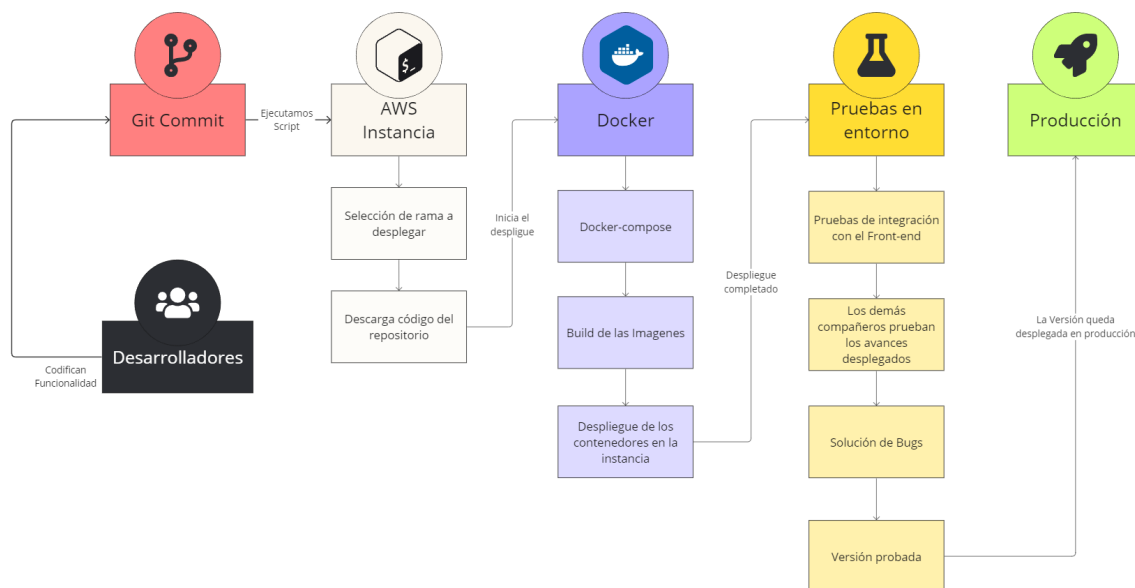 Git Commit
Ejecutamos
Script
AWS
Instancia
Selección de rama a
desplegar
Descarga código del
repositorio
Desarrolladores
Codifican
Funcionalidad
Inicia el
despligue
Docker
Docker-compose
Build de las Imagenes
Despliegue de los
contenedores en la
instancia
Despliegue
completado
Pruebas en
entorno
Pruebas de integración
con el Front-end
Los demás
compañeros prueban
los avances
desplegados
Solución de Bugs
Versión probada
La Versión queda
desplegada en producción
Producción